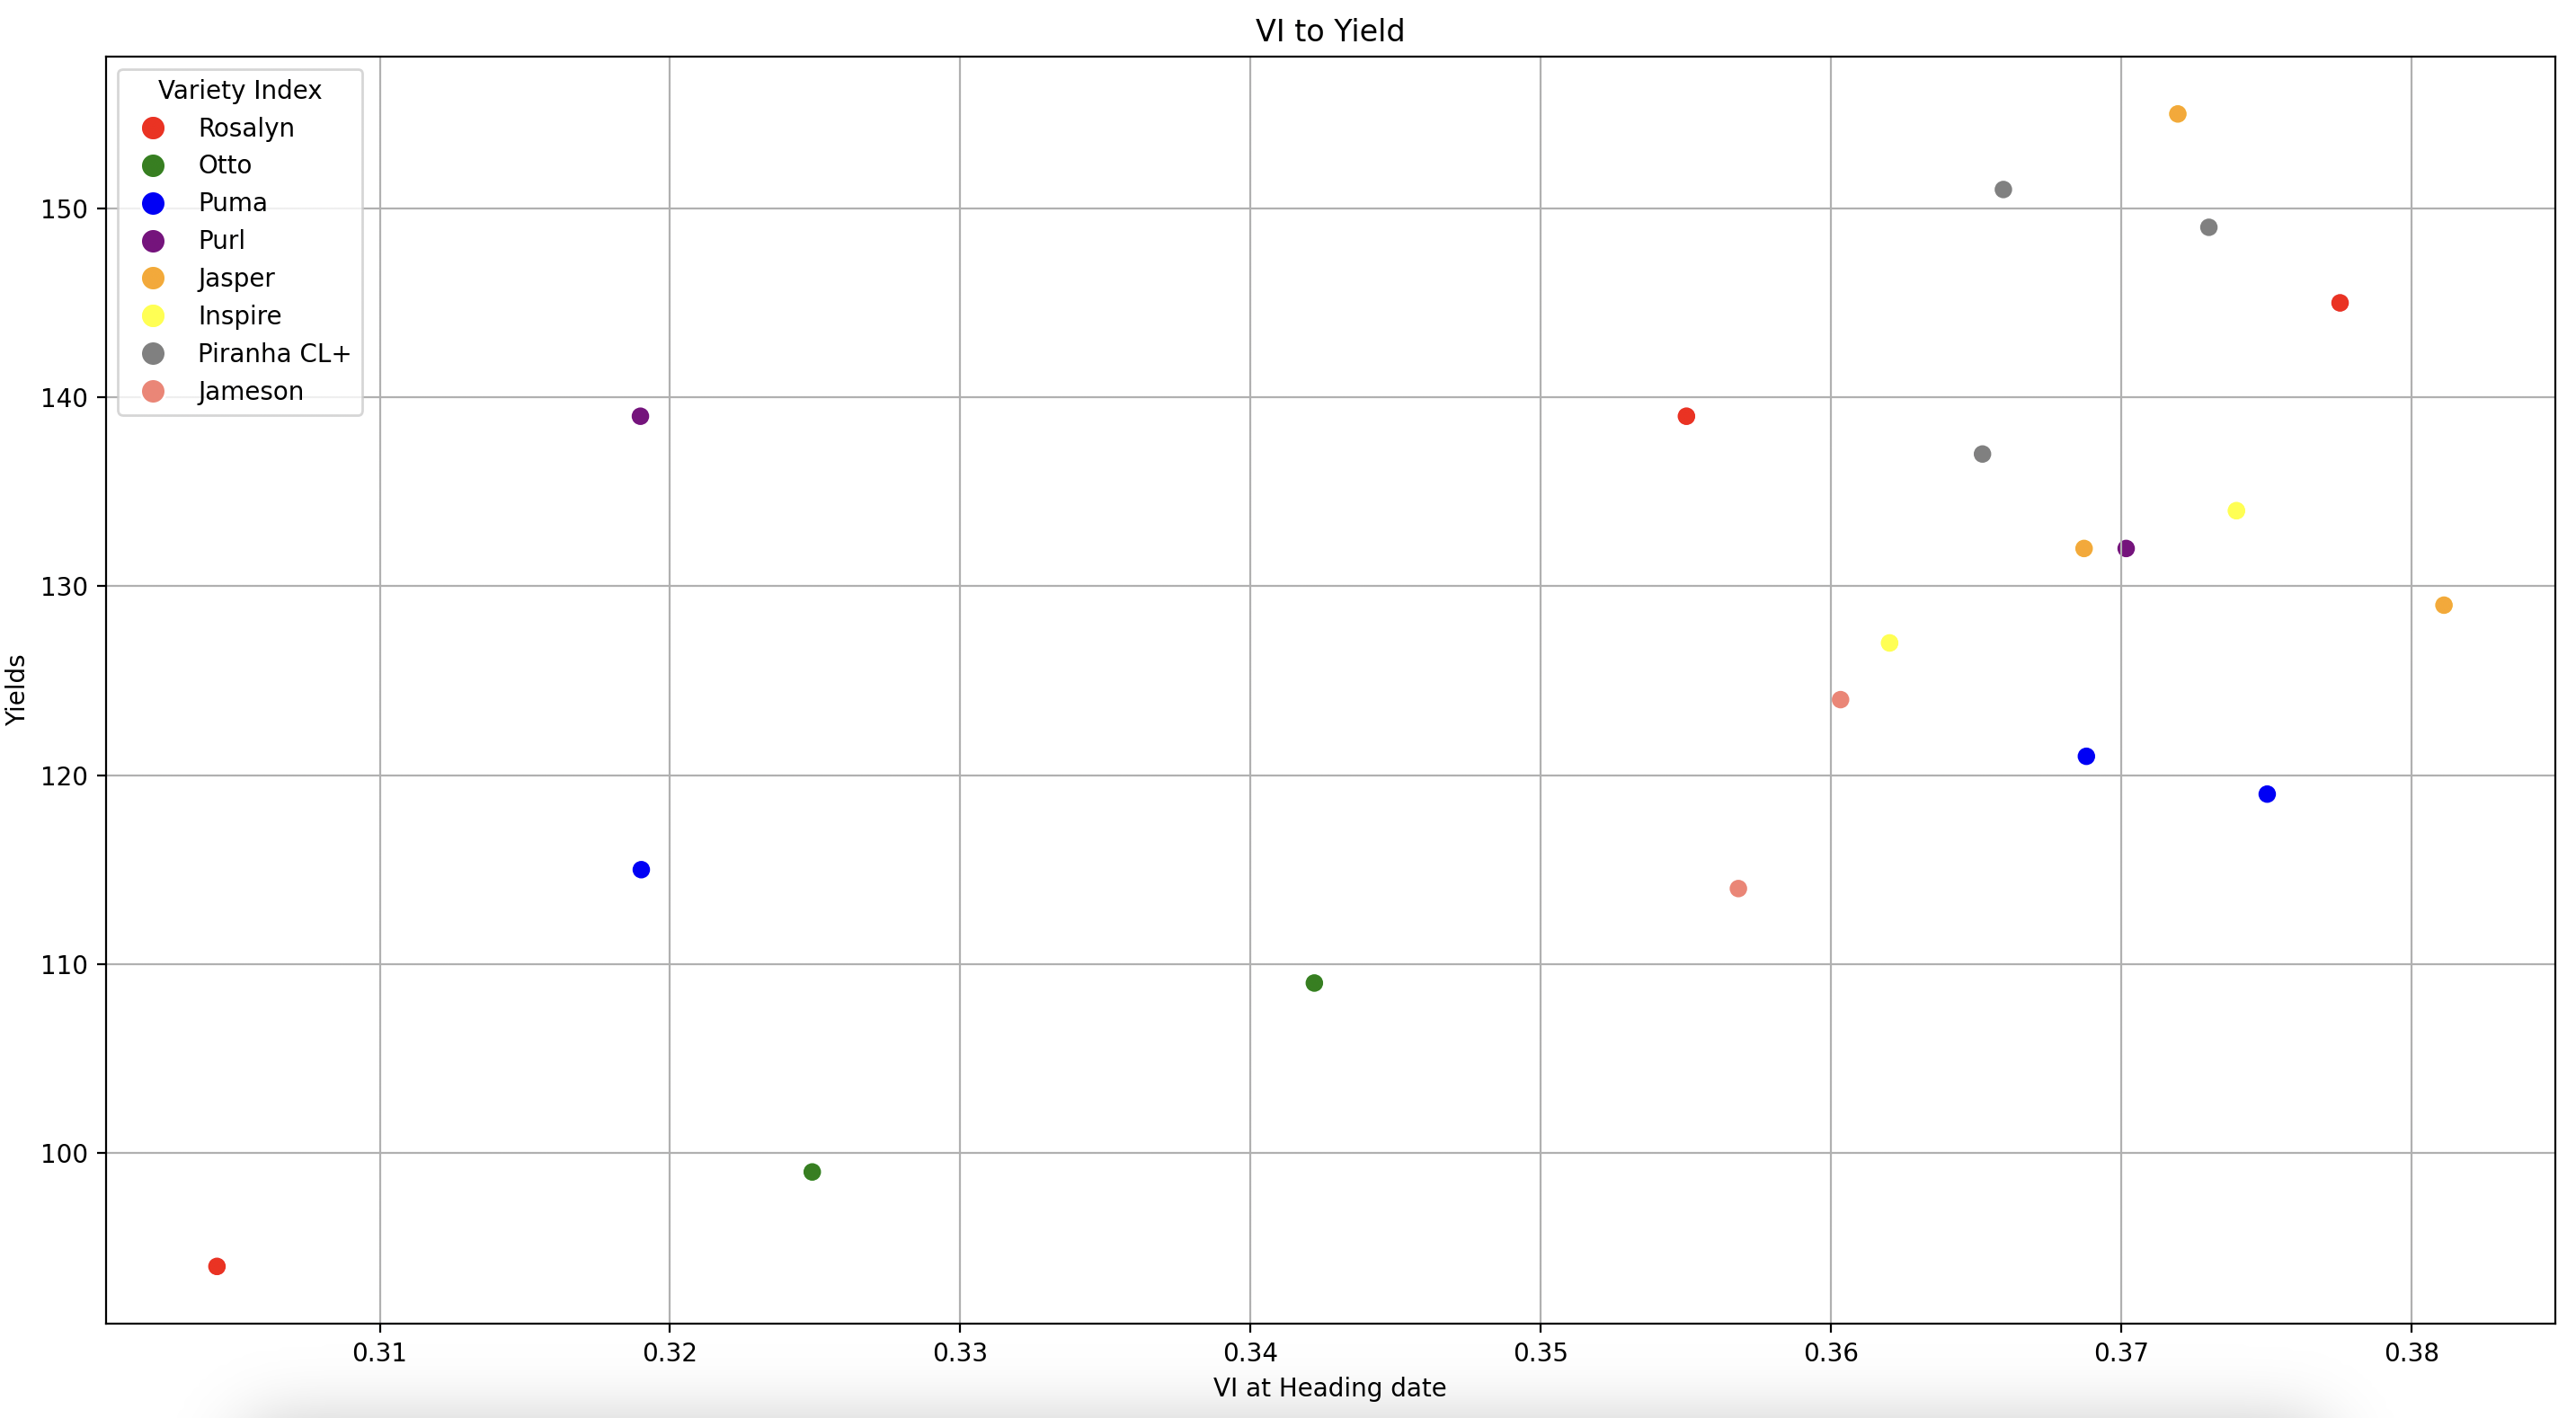 VI to Yield
Variety Index
Rosalyn
Otto
Puma
Purl
Jasper
Inspire
Piranha CL+
Jameson
150
140
130
120
110
100
Yields
0.31 0.32 0.33 0.34 0.35 0.36 0.37 0.38
VI at Heading date